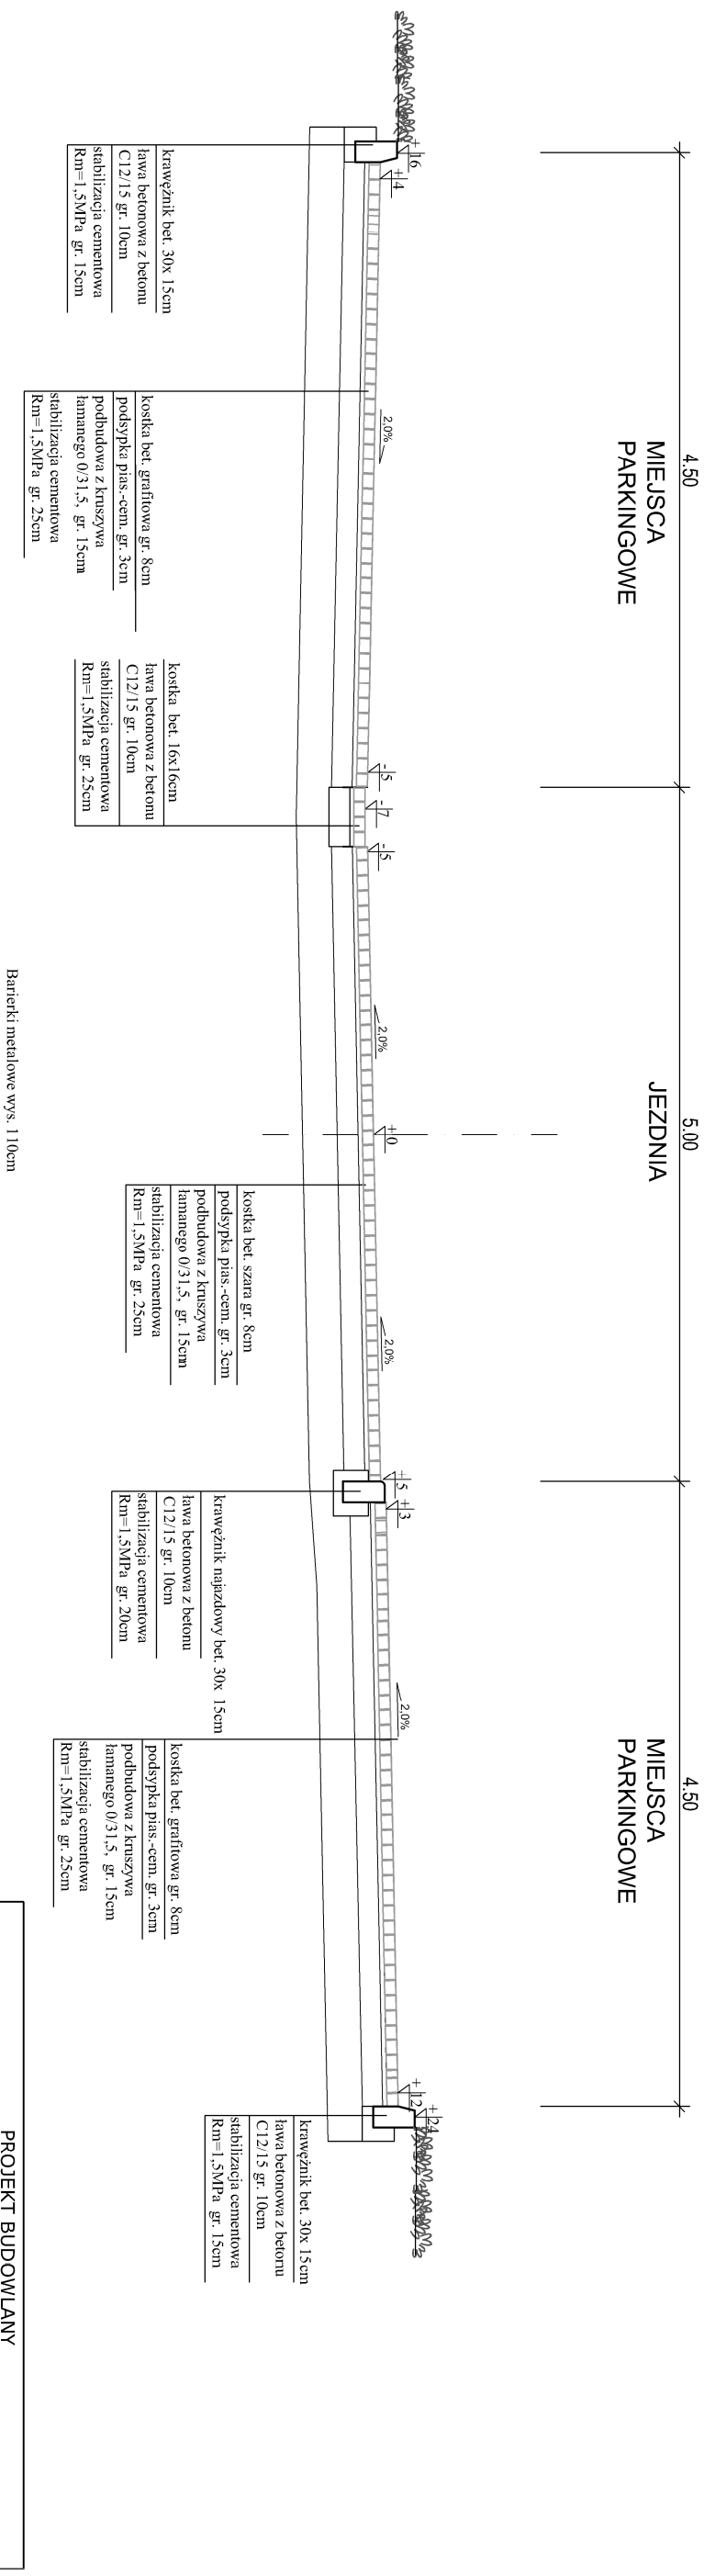 4.50
5.00
4.50
MIEJSCA
PARKINGOWE
JEZDNIA
MIEJSCA
PARKINGOWE
+16
+4
2,0%
-5
-7
-5
2,0%
+0
2,0%
+5
+3
2,0%
+12
+24
krawężnik bet. 30x 15cm
ława betonowa z betonu
C12/15 gr. 10cm
stabilizacja cementowa
Rm=1,5MPa gr. 15cm
kostka bet. grafitowa gr. 8cm
podsypka pias.-cem. gr. 3cm
podbudowa z kruszywa
łamanego 0/31,5, gr. 15cm
stabilizacja cementowa
Rm=1,5MPa gr. 25cm
kostka bet. 16x16cm
ława betonowa z betonu
C12/15 gr. 10cm
stabilizacja cementowa
Rm=1,5MPa gr. 25cm
kostka bet. szara gr. 8cm
podsypka pias.-cem. gr. 3cm
podbudowa z kruszywa
łamanego 0/31,5, gr. 15cm
stabilizacja cementowa
Rm=1,5MPa gr. 25cm
krawężnik najazdowy bet. 30x 15cm
ława betonowa z betonu
C12/15 gr. 10cm
stabilizacja cementowa
Rm=1,5MPa gr. 20cm
kostka bet. grafitowa gr. 8cm
podsypka pias.-cem. gr. 3cm
podbudowa z kruszywa
łamanego 0/31,5, gr. 15cm
stabilizacja cementowa
Rm=1,5MPa gr. 25cm
krawężnik bet. 30x 15cm
ława betonowa z betonu
C12/15 gr. 10cm
stabilizacja cementowa
Rm=1,5MPa gr. 15cm
Barierki metalowe wys. 110cm
PROJEKT BUDOWLANY